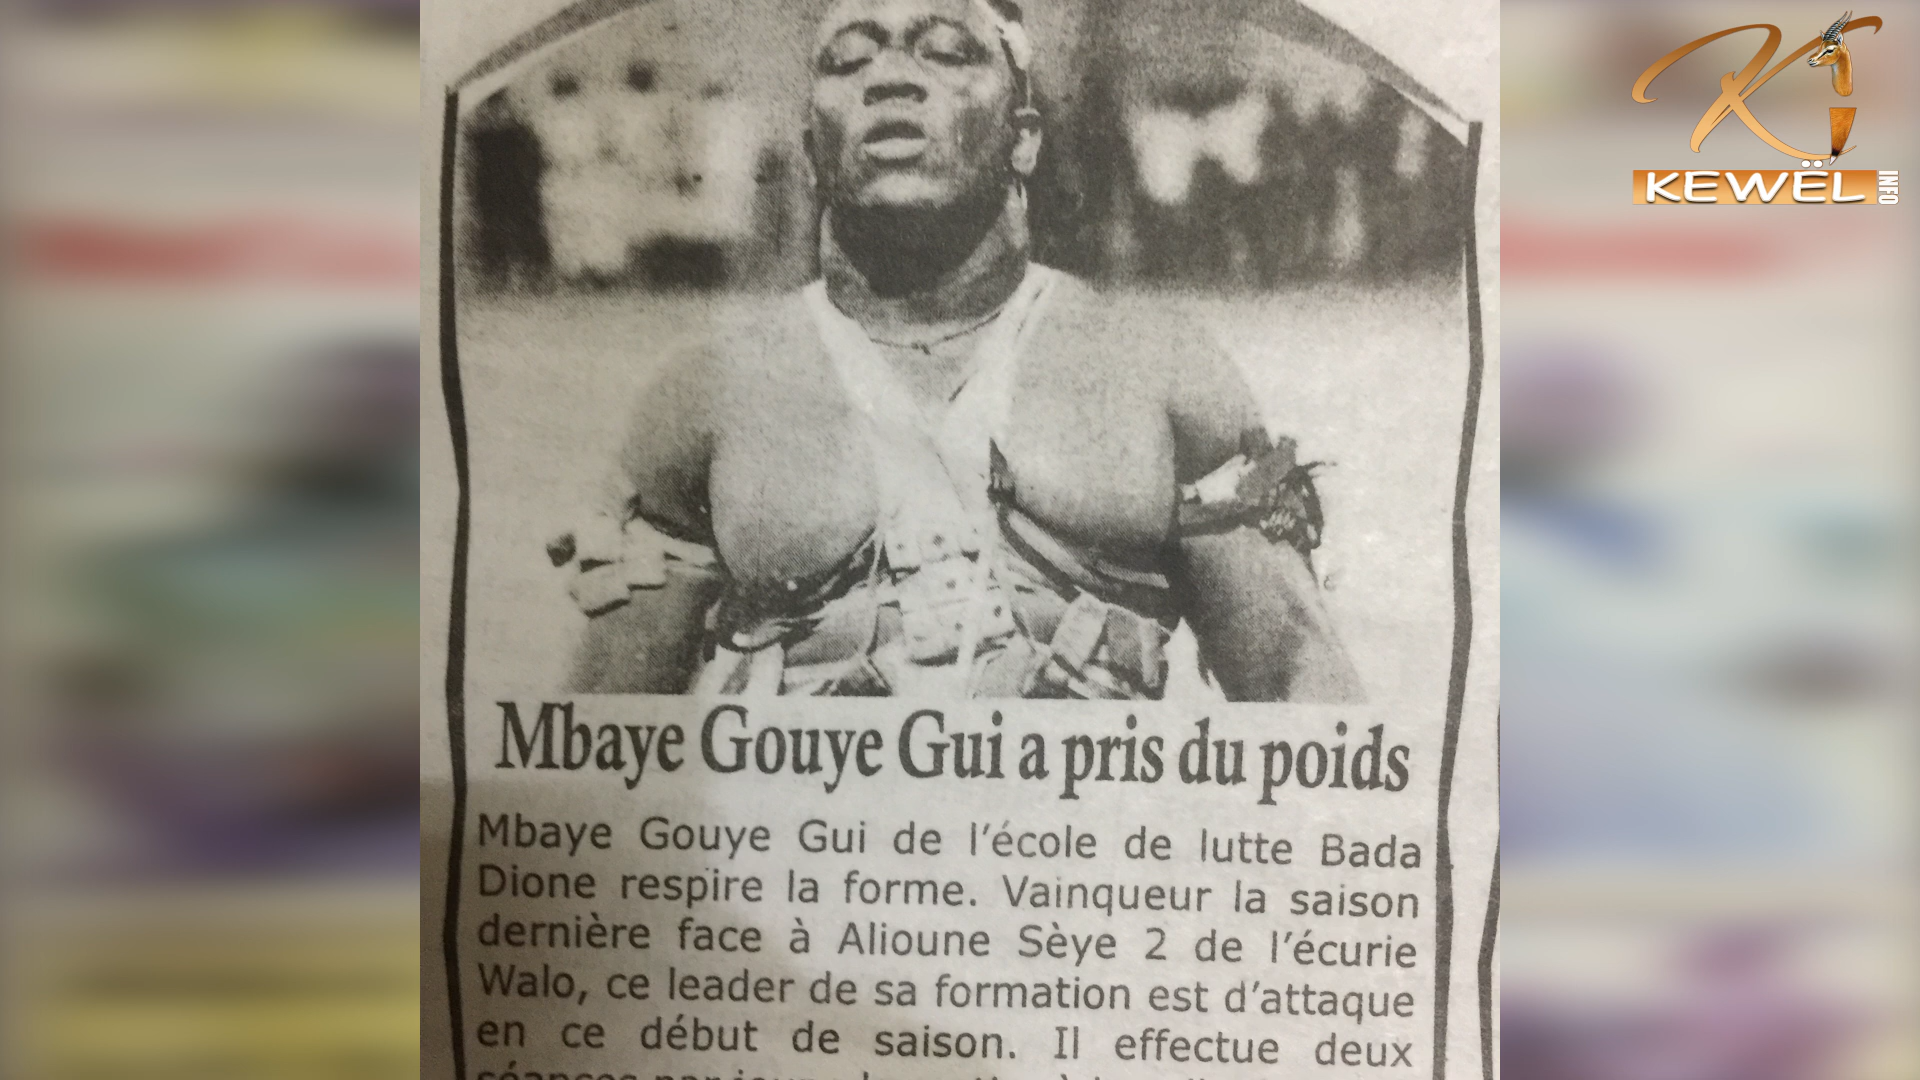 KEWËL
INFO
Mbaye Gouye Gui a pris du poids
Mbaye Gouye Gui de l'école de lutte Bada
Dione respire la forme. Vainqueur la saison
dernière face à Alioune Sèye 2 de l'écurie
Walo, ce leader de sa formation est d'attaque
en ce début de saison. Il effectue deux